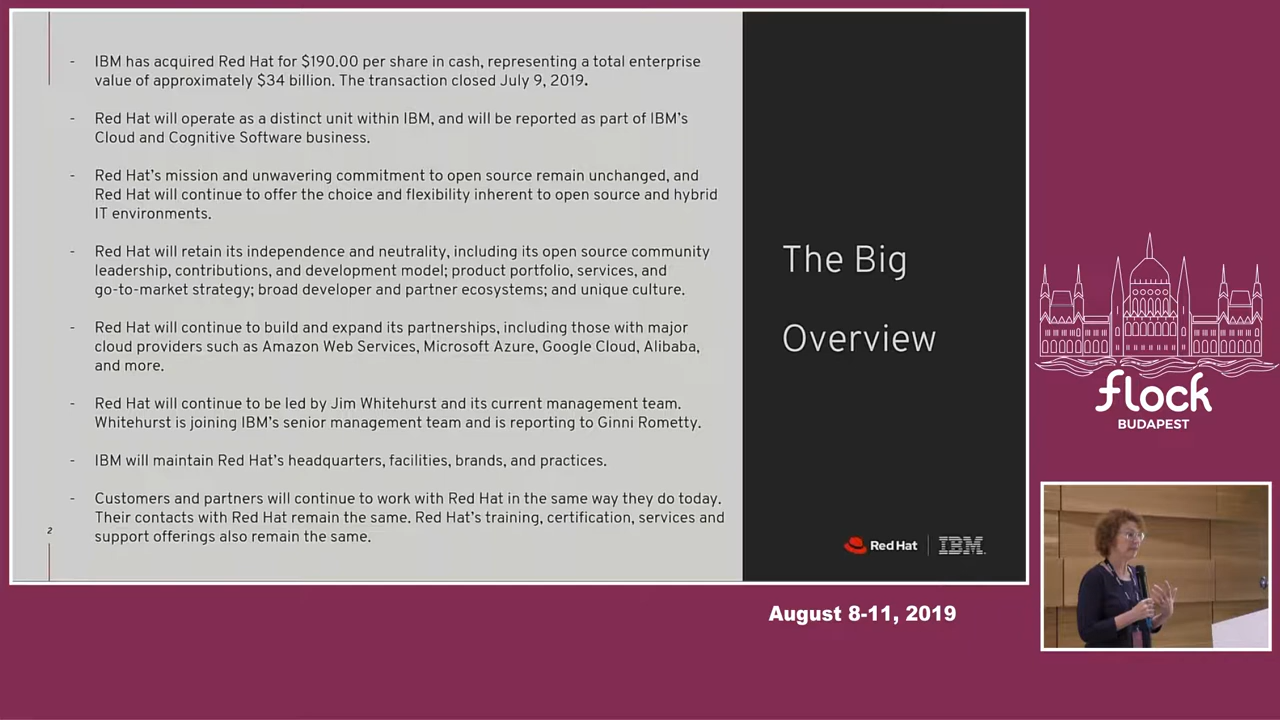 - IBM has acquired Red Hat for $190.00 per share in cash, representing a total enterprise
value of approximately $34 billion. The transaction closed July 9, 2019.
- Red Hat will operate as a distinct unit within IBM, and will be reported as part of IBM's
Cloud and Cognitive Software business.
- Red Hat's mission and unwavering commitment to open source remain unchanged, and
Red Hat will continue to offer the choice and flexibility inherent to open source and hybrid
IT environments.
- Red Hat will retain its independence and neutrality, including its open source community
leadership, contributions, and development model; product portfolio, services, and
go-to-market strategy; broad developer and partner ecosystems; and unique culture.
- Red Hat will continue to build and expand its partnerships, including those with major
cloud providers such as Amazon Web Services, Microsoft Azure, Google Cloud, Alibaba,
and more.
- Red Hat will continue to be led by Jim Whitehurst and its current management team.
Whitehurst is joining IBM's senior management team and is reporting to Ginni Rometty.
- IBM will maintain Red Hat's headquarters, facilities, brands, and practices.
- Customers and partners will continue to work with Red Hat in the same way they do today.
Their contacts with Red Hat remain the same. Red Hat's training, certification, services and
support offerings also remain the same.
2
The Big
Overview
Red Hat
IBM
flock
BUDAPEST
August 8-11, 2019